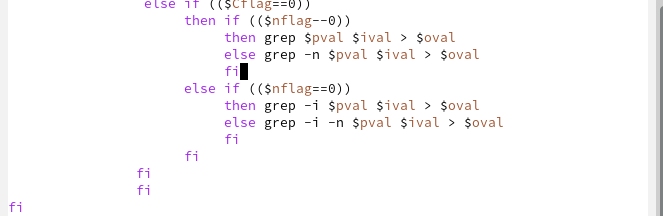 else if (($Cflag==0))
then if (($nflag--0))
then grep $pval $ival > $oval
else grep -n $pval $ival > $oval
fi
else if (($nflag==0))
then grep -i $pval $ival > $oval
else grep -i -n $pval $ival > $oval
fi
fi
fi
fi
fi